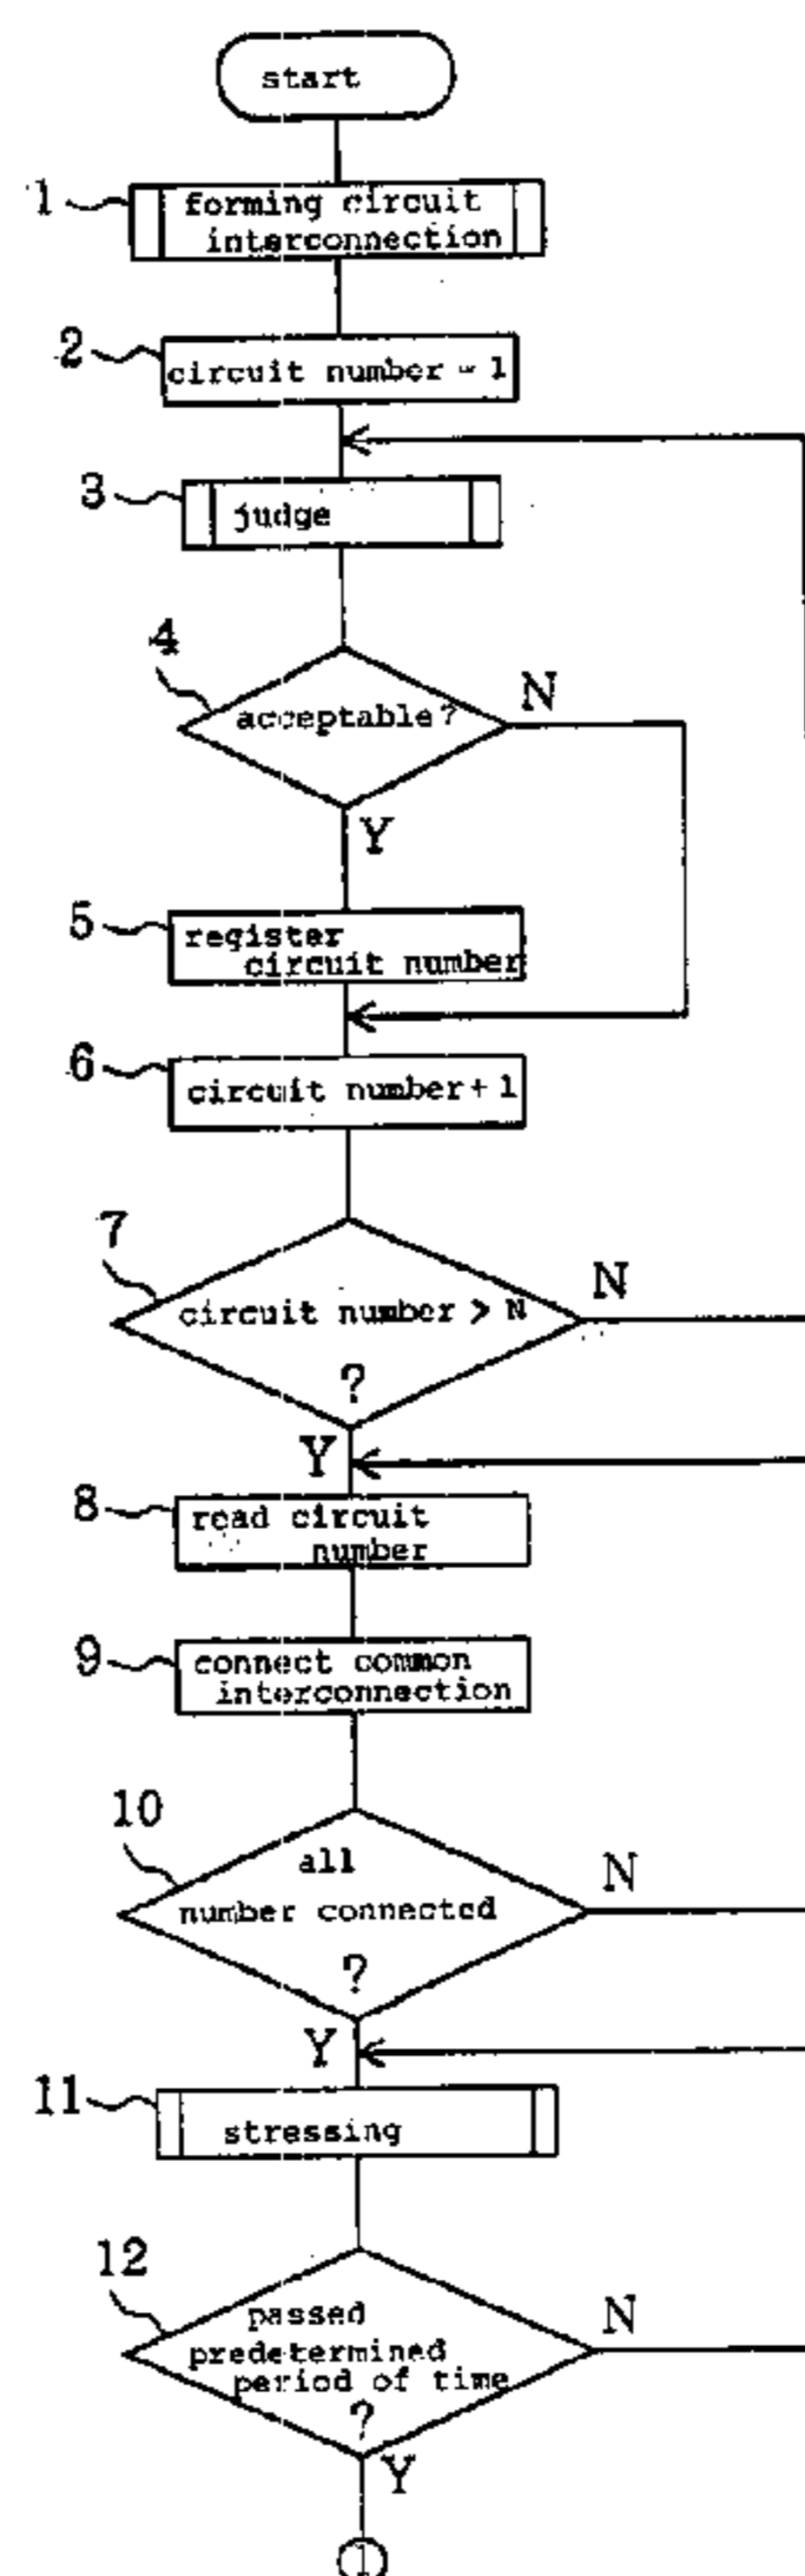 start
1
forming circuit
interconnection
2
circuit number = 1
3
judge
4
acceptable?
N
Y
5
register
circuit number
6
circuit number + 1
7
circuit number > N
?
N
Y
8
read circuit
number
9
connect common
interconnection
10
all
number connected
?
N
Y
11
stressing
12
passed
predetermined
period of time
?
N
Y
1